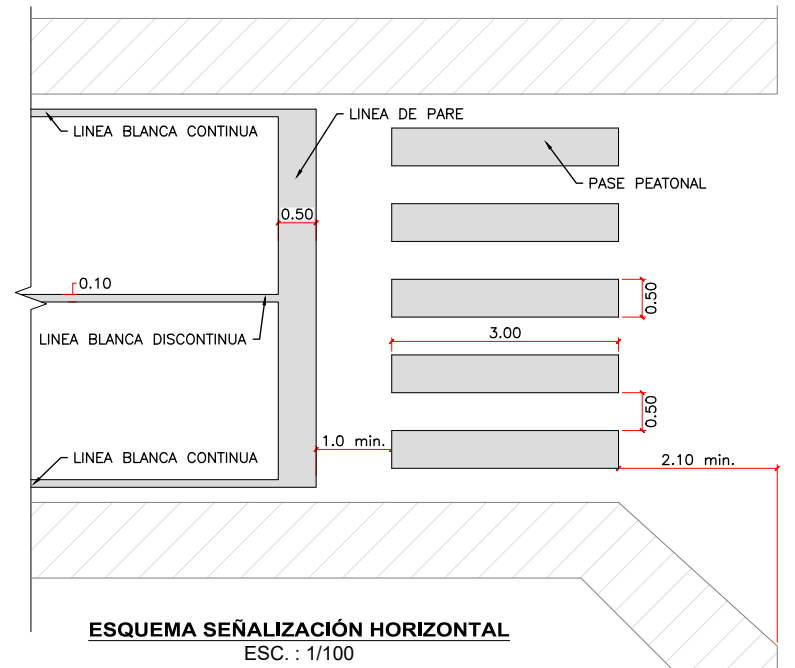 LINEA DE PARE
LINEA BLANCA CONTINUA
PASE PEATONAL
0.50
0.10
0.50
LINEA BLANCA DISCONTINUA
3.00
0.50
1.0 min.
LINEA BLANCA CONTINUA
2.10 min.
ESQUEMA SEÑALIZACIÓN HORIZONTAL
ESC. : 1/100